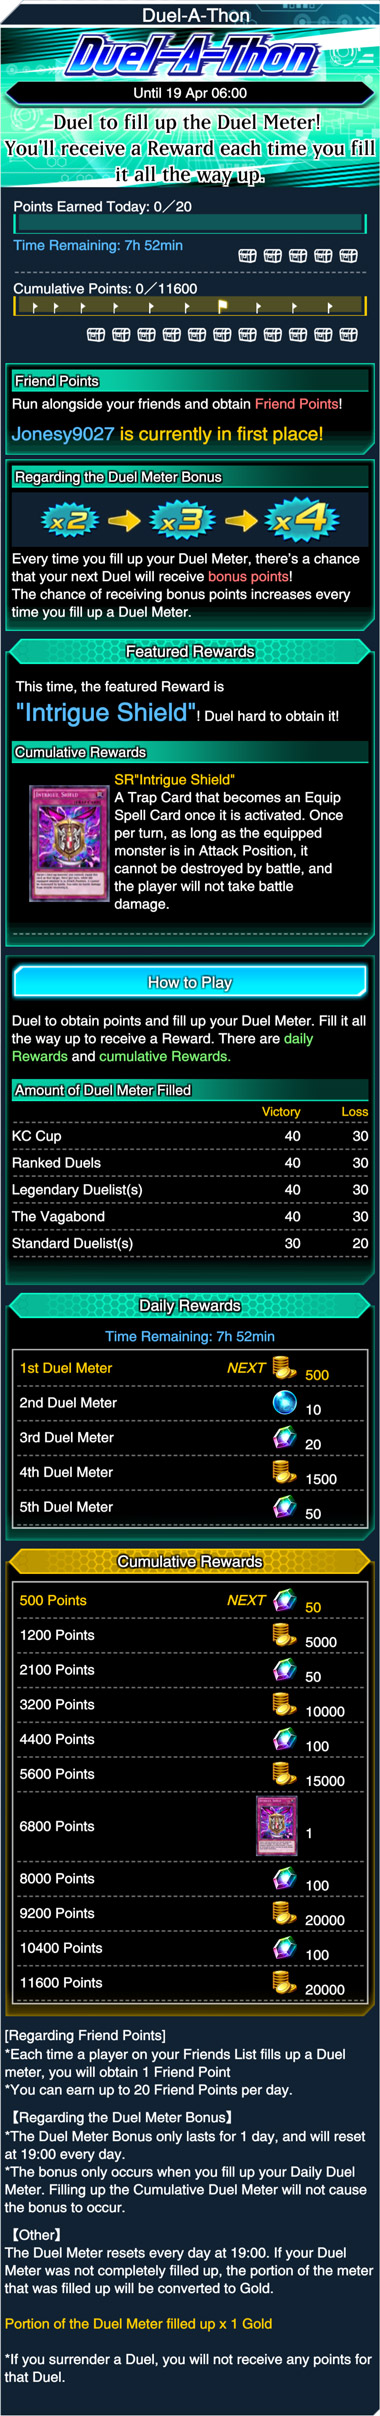 Duel-A-Thon
Duel-A-Thon
Until 19 Apr 06:00
Duel to fill up the Duel Meter!
You'll receive a Reward each time you fill
it all the way up.
Points Earned Today: 0／20
Time Remaining: 7h 52min
Cumulative Points: 0／11600
Friend Points
Run alongside your friends and obtain Friend Points!
Jonesy9027 is currently in first place!
Regarding the Duel Meter Bonus
x2 x3 x4
Every time you fill up your Duel Meter, there's a chance
that your next Duel will receive bonus points!
The chance of receiving bonus points increases every
time you fill up a Duel Meter.
Featured Rewards
This time, the featured Reward is
"Intrigue Shield"! Duel hard to obtain it!
Cumulative Rewards
SR"Intrigue Shield"
Intrigue Shield
A Trap Card that becomes an Equip
Spell Card once it is activated. Once
per turn, as long as the equipped
monster is in Attack Position, it
cannot be destroyed by battle, and
the player will not take battle
damage.
How to Play
Duel to obtain points and fill up your Duel Meter. Fill it all
the way up to receive a Reward. There are daily
Rewards and cumulative Rewards.
Amount of Duel Meter Filled
Victory Loss
KC Cup 40 30
Ranked Duels 40 30
Legendary Duelist(s) 40 30
The Vagabond 40 30
Standard Duelist(s) 30 20
Daily Rewards
Time Remaining: 7h 52min
1st Duel Meter NEXT 500
2nd Duel Meter 10
3rd Duel Meter 20
4th Duel Meter 1500
5th Duel Meter 50
Cumulative Rewards
500 Points NEXT 50
1200 Points 5000
2100 Points 50
3200 Points 10000
4400 Points 100
5600 Points 15000
6800 Points 1
8000 Points 100
9200 Points 20000
10400 Points 100
11600 Points 20000
[Regarding Friend Points]
*Each time a player on your Friends List fills up a Duel
meter, you will obtain 1 Friend Point
*You can earn up to 20 Friend Points per day.
【Regarding the Duel Meter Bonus】
*The Duel Meter Bonus only lasts for 1 day, and will reset
at 19:00 every day.
*The bonus only occurs when you fill up your Daily Duel
Meter. Filling up the Cumulative Duel Meter will not cause
the bonus to occur.
【Other】
The Duel Meter resets every day at 19:00. If your Duel
Meter was not completely filled up, the portion of the meter
that was filled up will be converted to Gold.
Portion of the Duel Meter filled up x 1 Gold
*If you surrender a Duel, you will not receive any points for
that Duel.